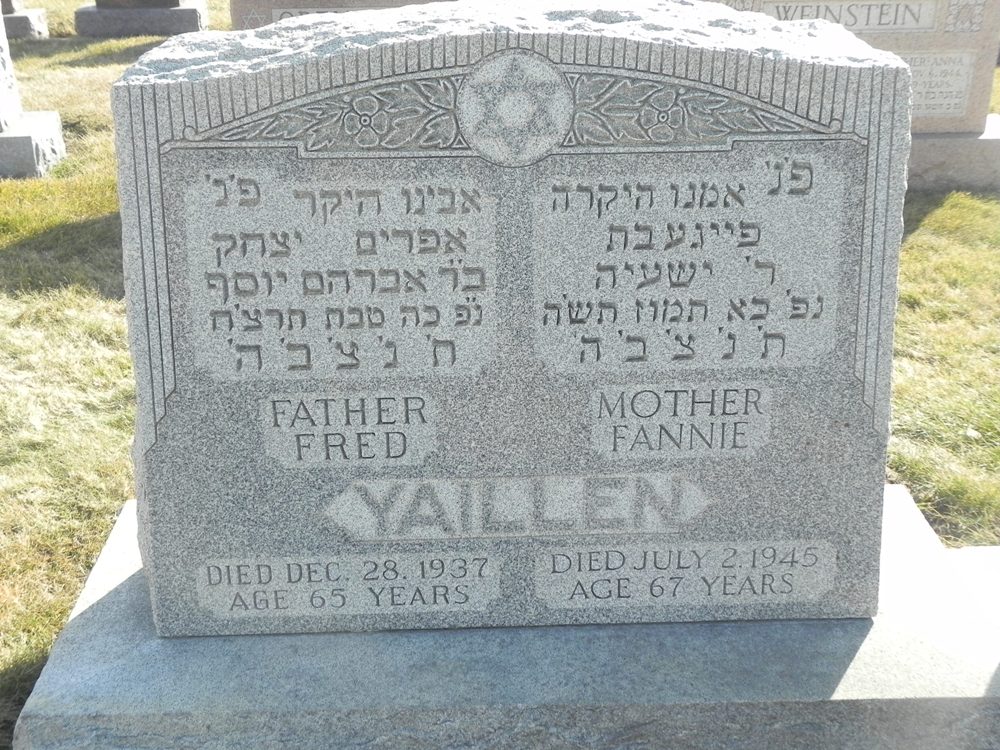 WEINSTEIN
פ'נ' אמנו היקרה
פייגע בת
ר' ישעיה
נפ' כא תמוז תש'ה
ת' נ' צ' ב' ה'
MOTHER
FANNIE
אבינו היקר פ'נ'
אפרים יצחק
ב"ר אברהם יוסף
נ"פ כה טבת תרצ"ח
ת' נ' צ' ב' ה'
FATHER
FRED
YAILLEN
DIED DEC. 28. 1937
AGE 65 YEARS
DIED JULY 2. 1945
AGE 67 YEARS